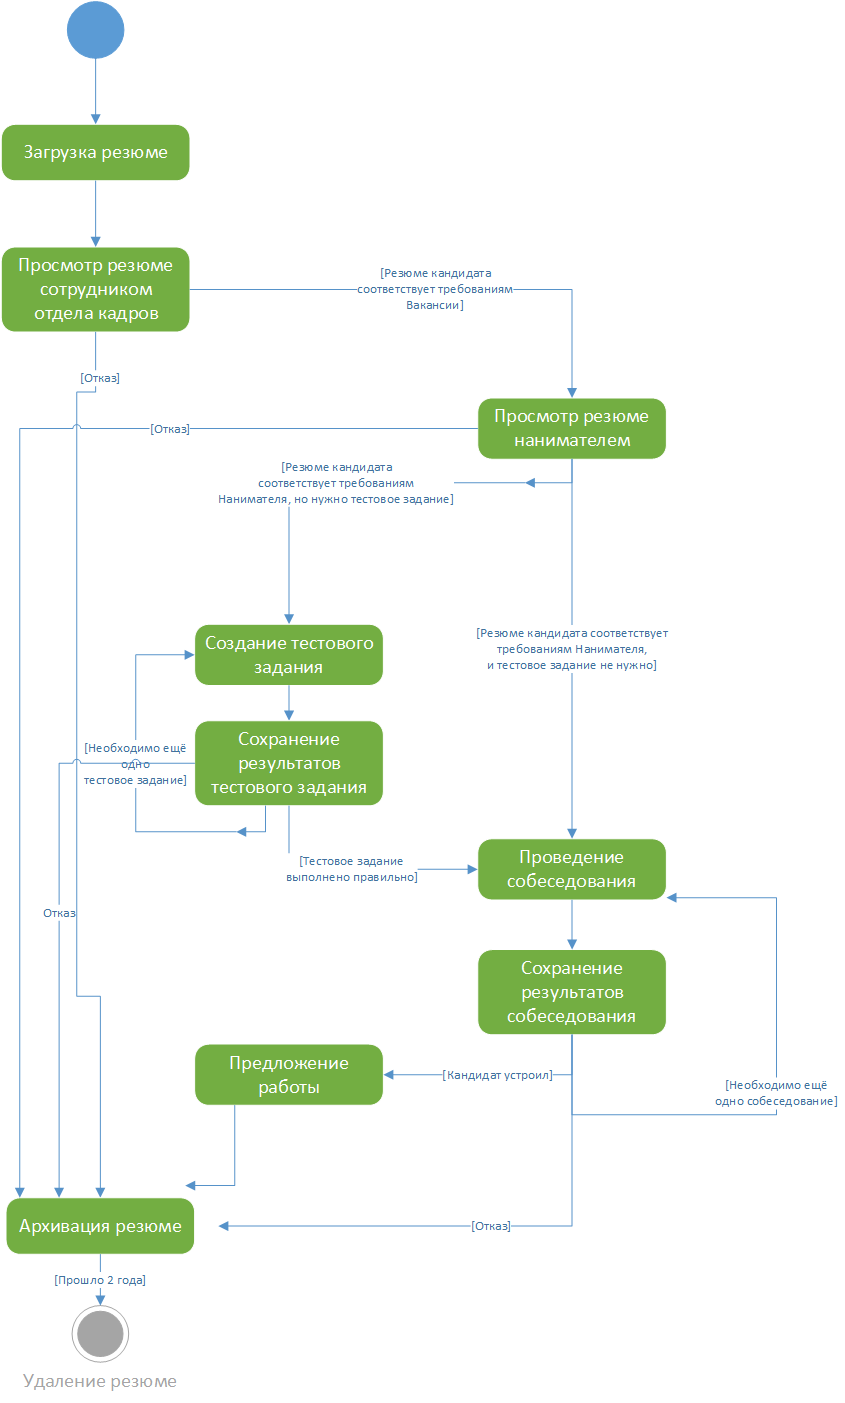 Загрузка резюме
Просмотр резюме
сотрудником
отдела кадров
[Резюме кандидата
соответствует требованиям
Вакансии]
[Отказ]
Просмотр резюме
нанимателем
[Отказ]
[Резюме кандидата
соответствует требованиям
Нанимателя, но нужно тестовое задание]
[Резюме кандидата соответствует
требованиям Нанимателя,
и тестовое задание не нужно]
Создание тестового
задания
Сохранение
результатов
тестового задания
[Необходимо ещё
одно
тестовое задание]
[Тестовое задание
выполнено правильно]
Проведение
собеседования
Отказ
Сохранение
результатов
собеседования
Предложение
работы
[Кандидат устроил]
[Необходимо ещё
одно собеседование]
Архивация резюме
[Отказ]
[Прошло 2 года]
Удаление резюме